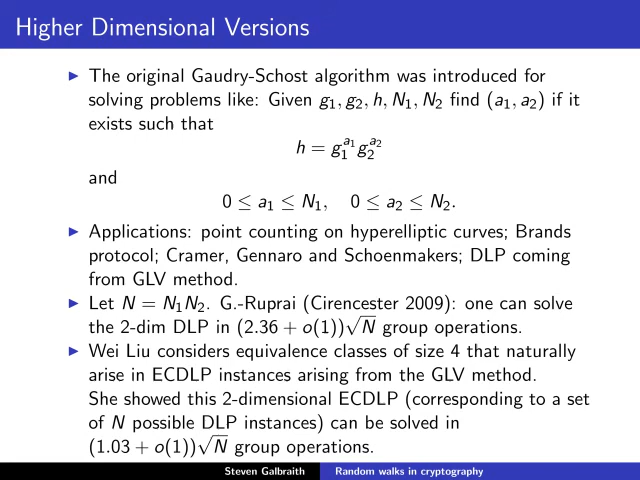 Higher Dimensional Versions
▶ The original Gaudry-Schost algorithm was introduced for
solving problems like: Given g₁, g₂, h, N₁, N₂ find (a₁, a₂) if it
exists such that
h = g₁^{a₁} g₂^{a₂}
and
0 ≤ a₁ ≤ N₁, 0 ≤ a₂ ≤ N₂.
▶ Applications: point counting on hyperelliptic curves; Brands
protocol; Cramer, Gennaro and Schoenmakers; DLP coming
from GLV method.
▶ Let N = N₁N₂. G.-Ruprai (Cirencester 2009): one can solve
the 2-dim DLP in (2.36 + o(1))√N group operations.
▶ Wei Liu considers equivalence classes of size 4 that naturally
arise in ECDLP instances arising from the GLV method.
She showed this 2-dimensional ECDLP (corresponding to a set
of N possible DLP instances) can be solved in
(1.03 + o(1))√N group operations.
Steven Galbraith Random walks in cryptography